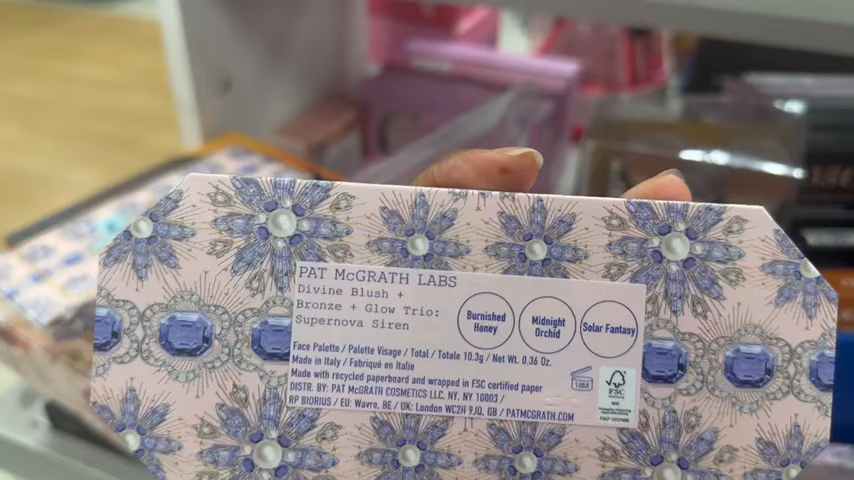 PAT McGRATH LABS
Divine Blush +
Bronze + Glow Trio:
Supernova Siren
Burnished
Honey
Midnight
Orchid
Solar Fantasy
Face Palette / Palette Visage / Total / Totale 10.3g / Net Wt. 0.36 Oz.
Made in Italy / Fabriqué en Italie
Made with recycled paperboard and wrapped in FSC certified paper
DISTR. BY: PAT McGRATH COSMETICS LLC, NY, NY 10003 /
RP BIORIUS / EU: Wavre, BE / UK: London WC2H 9JQ, GB / PATMCGRATH.COM
18M
FSC
MIX